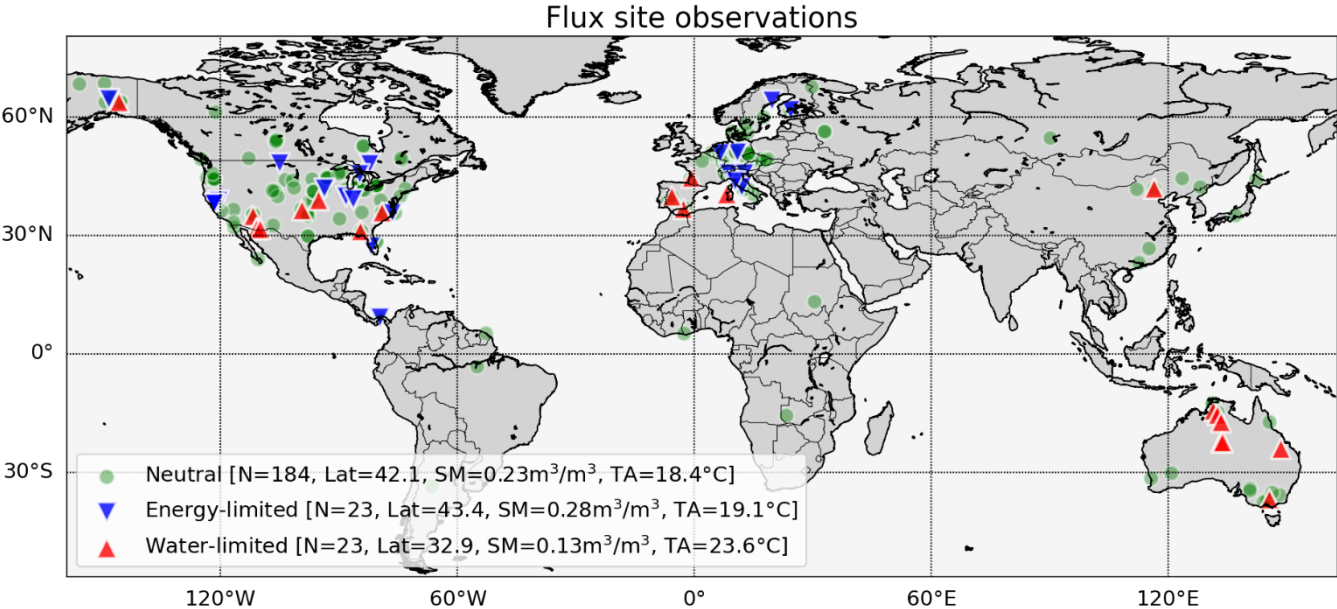 Flux site observations
60°N
30°N
0°
30°S
Neutral [N=184, Lat=42.1, SM=0.23m³/m³, TA=18.4°C]
Energy-limited [N=23, Lat=43.4, SM=0.28m³/m³, TA=19.1°C]
Water-limited [N=23, Lat=32.9, SM=0.13m³/m³, TA=23.6°C]
120°W 60°W 0° 60°E 120°E